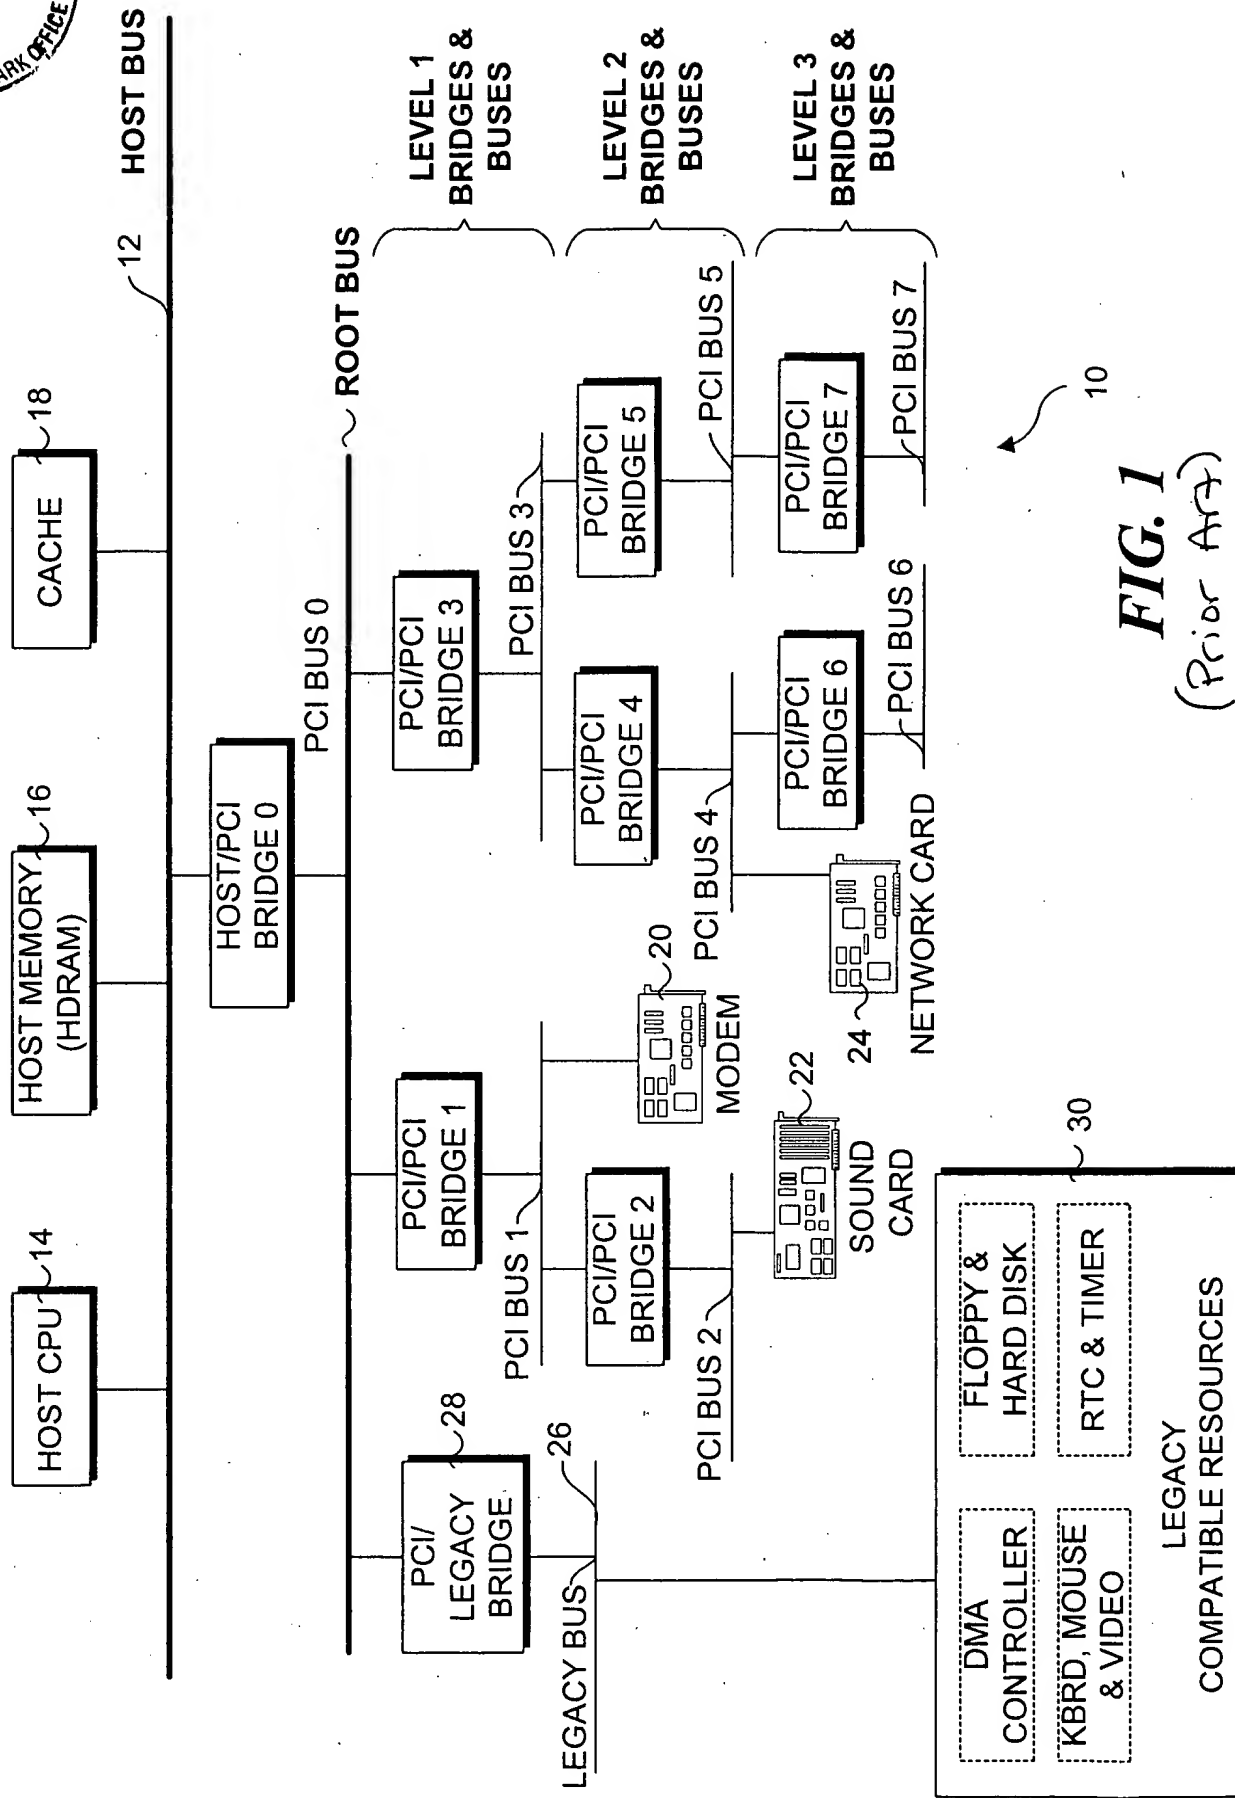 ARK OFFICE
HOST CPU
14
HOST MEMORY
(HDRAM)
16
CACHE
18
HOST BUS
12
HOST/PCI
BRIDGE 0
PCI BUS 0
ROOT BUS
PCI/
LEGACY
BRIDGE
28
PCI/PCI
BRIDGE 1
PCI/PCI
BRIDGE 3
LEVEL 1
BRIDGES &
BUSES
LEGACY BUS
26
PCI BUS 1
PCI BUS 3
PCI/PCI
BRIDGE 2
MODEM
20
PCI/PCI
BRIDGE 4
PCI/PCI
BRIDGE 5
LEVEL 2
BRIDGES &
BUSES
PCI BUS 2
PCI BUS 4
PCI BUS 5
SOUND
CARD
22
24
NETWORK CARD
PCI/PCI
BRIDGE 6
PCI/PCI
BRIDGE 7
LEVEL 3
BRIDGES &
BUSES
PCI BUS 6
PCI BUS 7
DMA
CONTROLLER
FLOPPY &
HARD DISK
30
KBRD, MOUSE
& VIDEO
RTC & TIMER
LEGACY
COMPATIBLE RESOURCES
10
FIG. 1
(Prior Art)